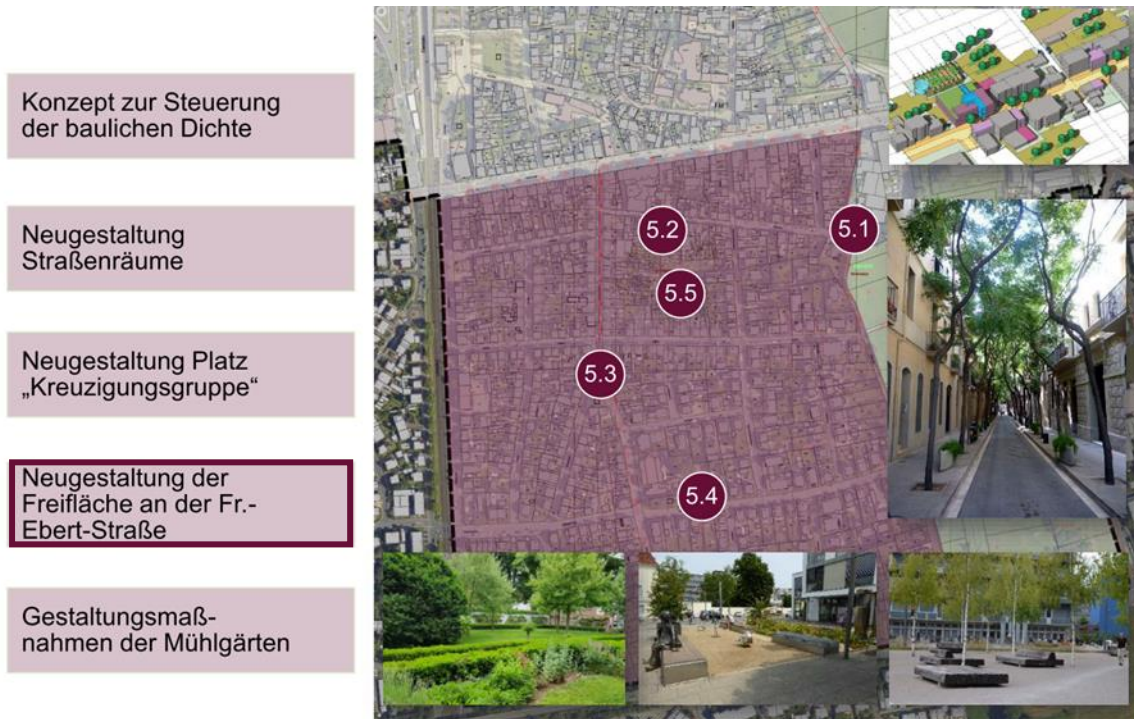 Konzept zur Steuerung
der baulichen Dichte
Neugestaltung
Straßenräume
Neugestaltung Platz
„Kreuzigungsgruppe“
Neugestaltung der
Freifläche an der Fr.-
Ebert-Straße
Gestaltungsmaß-
nahmen der Mühlgärten
5.2
5.1
5.5
5.3
5.4